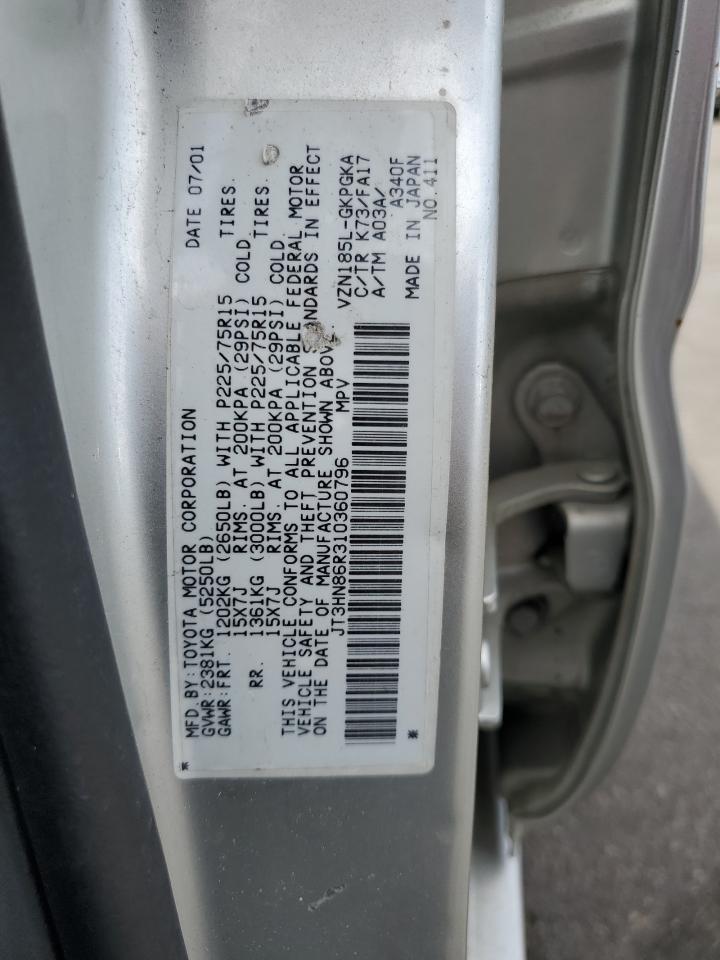 MFD. BY: TOYOTA MOTOR CORPORATION DATE 07/01
GVWR: 2381KG (5250LB)
GAWR: FRT. 1202KG (2650LB) WITH P225/75R15 TIRES.
15X7J RIMS. AT 200KPA (29PSI) COLD
RR. 1361KG (3000LB) WITH P225/75R15 TIRES.
15X7J RIMS. AT 200KPA (29PSI) COLD.
THIS VEHICLE CONFORMS TO ALL APPLICABLE FEDERAL MOTOR
VEHICLE SAFETY AND THEFT PREVENTION STANDARDS IN EFFECT
ON THE DATE OF MANUFACTURE SHOWN ABOVE.
JT3HN86R310360796 MPV
VZN185L-GKPGKA
C/TR K73/FA17
A/TM A03A/
A340F
MADE IN JAPAN
NO. 411